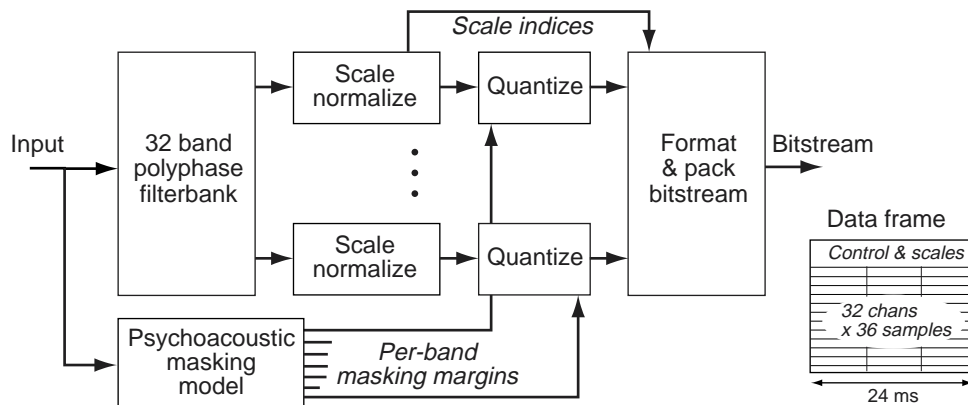 Scale indices
Input
32 band
polyphase
filterbank
Scale
normalize
Quantize
Format
& pack
bitstream
Bitstream
Scale
normalize
Quantize
Psychoacoustic
masking
model
Per-band
masking margins
Data frame
Control & scales
32 chans
x 36 samples
24 ms